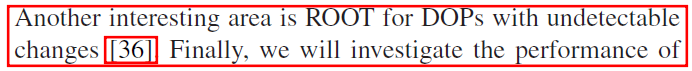 Another interesting area is ROOT for DOPs with undetectable
changes [36]. Finally, we will investigate the performance of